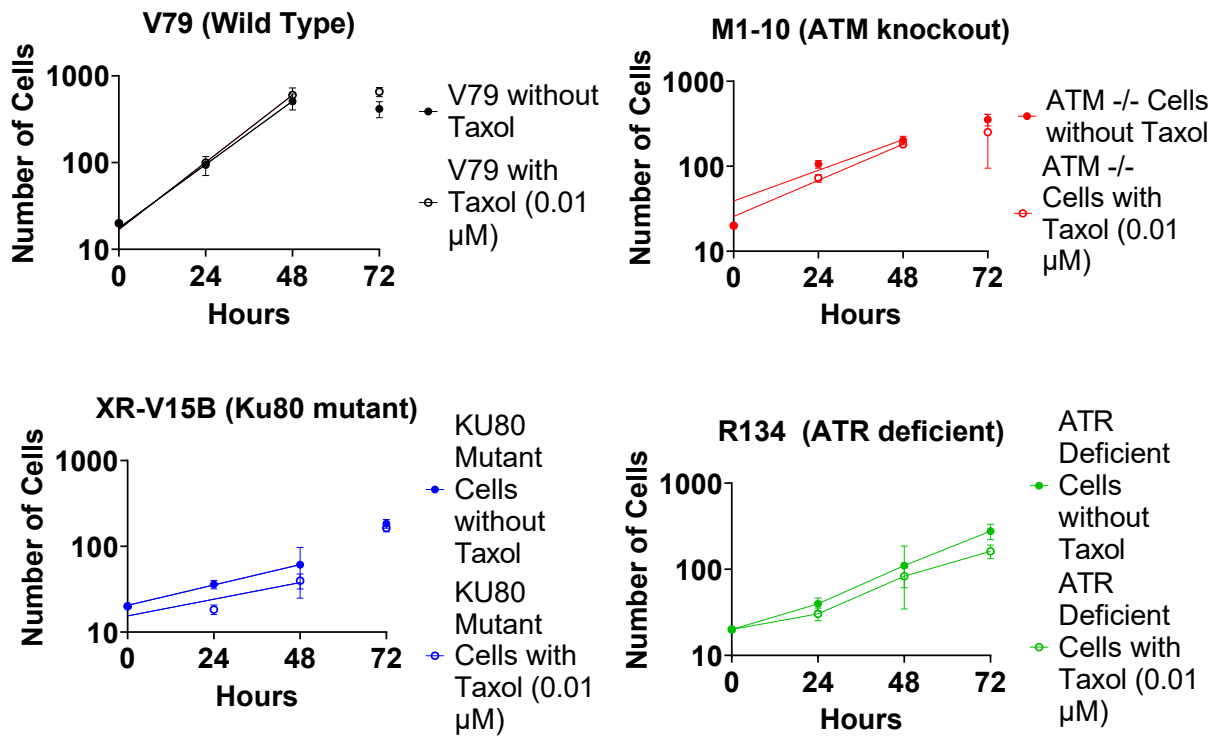 V79 (Wild Type)
Number of Cells
1000
100
10
0
24
48
72
Hours
V79 without
Taxol
V79 with
Taxol (0.01
µM)
M1-10 (ATM knockout)
Number of Cells
1000
100
10
0
24
48
72
Hours
ATM -/- Cells
without Taxol
ATM -/-
Cells with
Taxol (0.01
µM)
XR-V15B (Ku80 mutant)
Number of Cells
1000
100
10
0
24
48
72
Hours
KU80
Mutant
Cells
without
Taxol
KU80
Mutant
Cells with
Taxol (0.01
µM)
R134 (ATR deficient)
Number of Cells
1000
100
10
0
24
48
72
Hours
ATR
Deficient
Cells
without
Taxol
ATR
Deficient
Cells with
Taxol (0.01
µM)